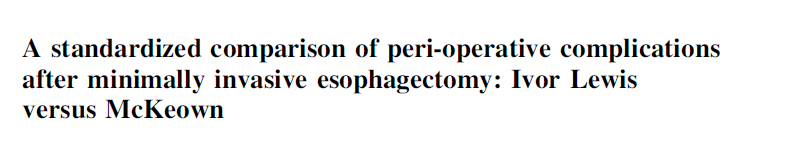 A standardized comparison of peri-operative complications
after minimally invasive esophagectomy: Ivor Lewis
versus McKeown